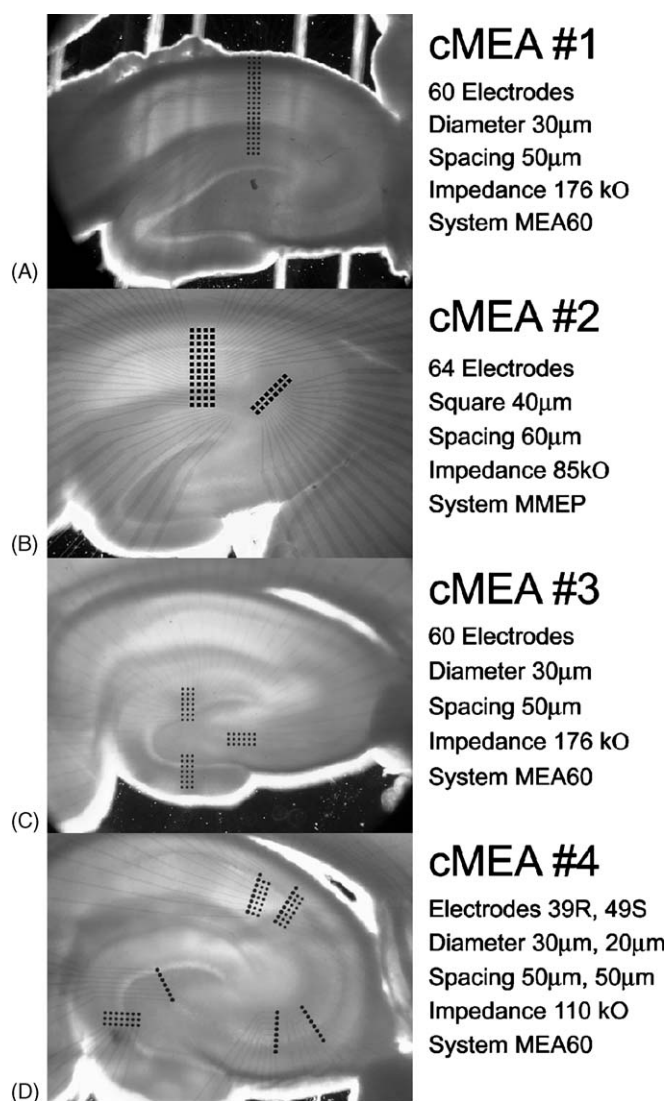 cMEA #1
60 Electrodes
Diameter 30μm
Spacing 50μm
Impedance 176 kO
System MEA60
(A)
cMEA #2
64 Electrodes
Square 40μm
Spacing 60μm
Impedance 85kO
System MMEP
(B)
cMEA #3
60 Electrodes
Diameter 30μm
Spacing 50μm
Impedance 176 kO
System MEA60
(C)
cMEA #4
Electrodes 39R, 49S
Diameter 30μm, 20μm
Spacing 50μm, 50μm
Impedance 110 kO
System MEA60
(D)